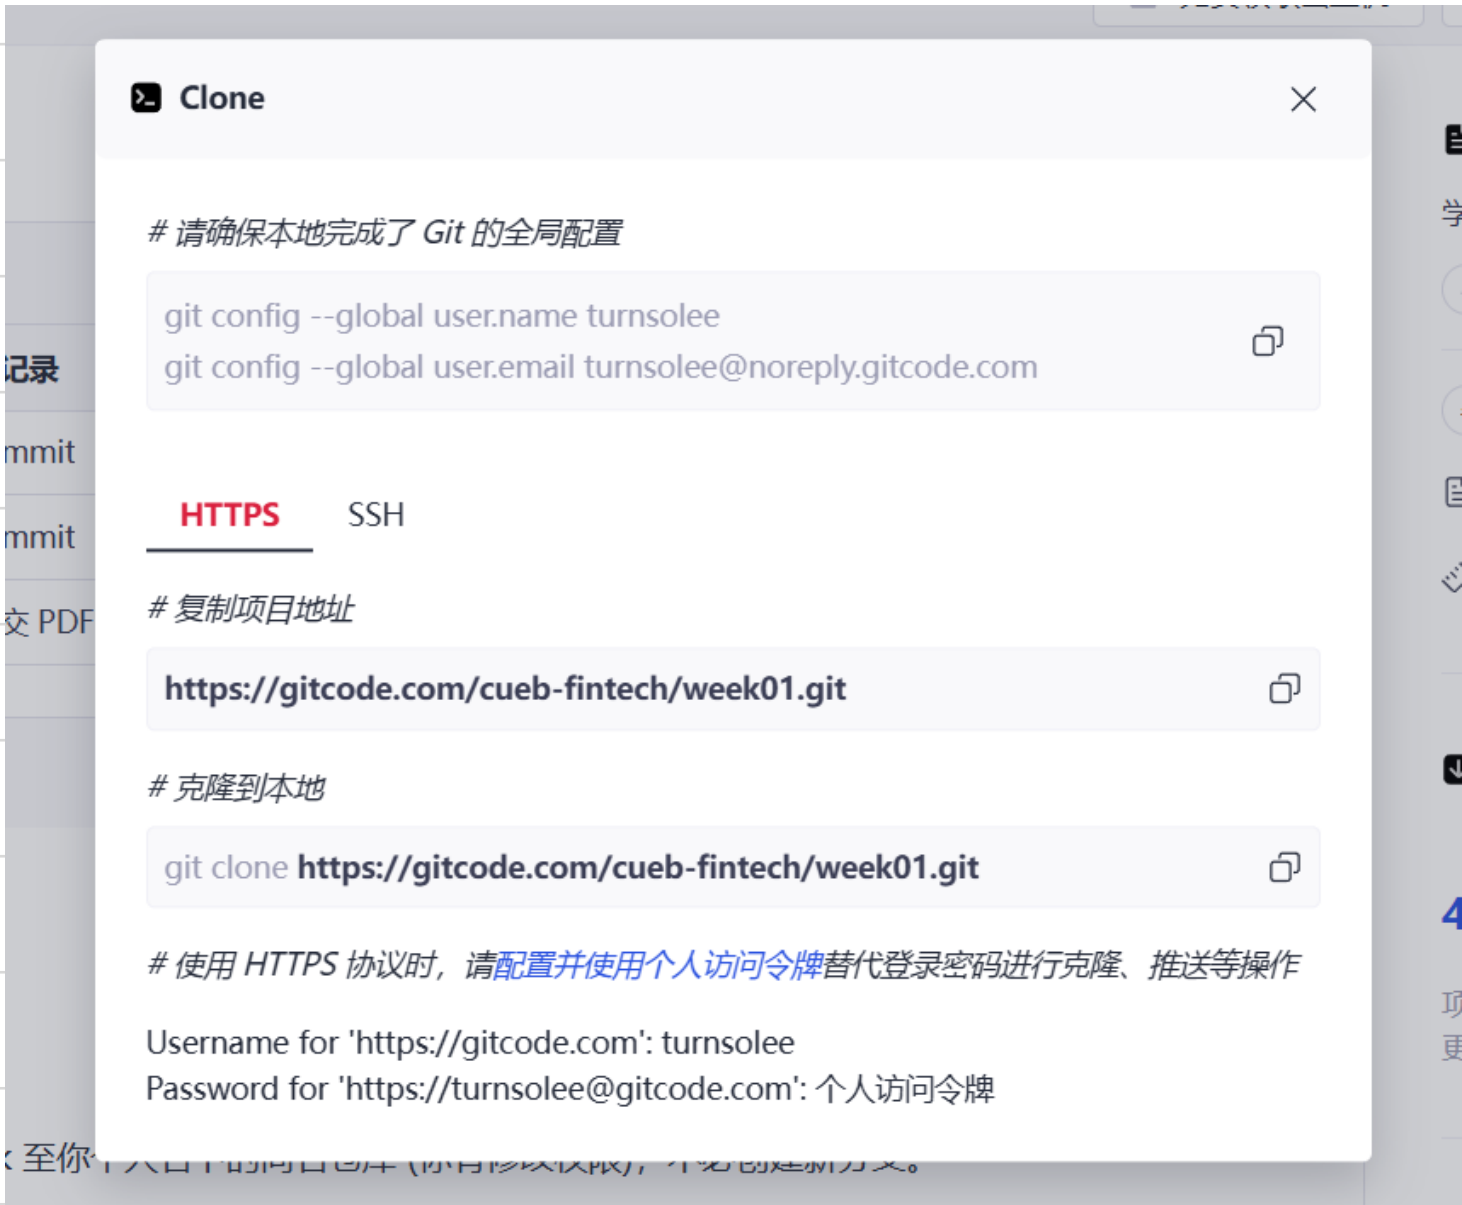 Clone
# 请确保本地完成了 Git 的全局配置
git config --global user.name turnsolee
git config --global user.email turnsolee@noreply.gitcode.com
HTTPS SSH
# 复制项目地址
https://gitcode.com/cueb-fintech/week01.git
# 克隆到本地
git clone https://gitcode.com/cueb-fintech/week01.git
# 使用 HTTPS 协议时，请配置并使用个人访问令牌替代登录密码进行克隆、推送等操作
Username for 'https://gitcode.com': turnsolee
Password for 'https://turnsolee@gitcode.com': 个人访问令牌
记录
mmit
mmit
交 PDF
至你
学
4
项
更